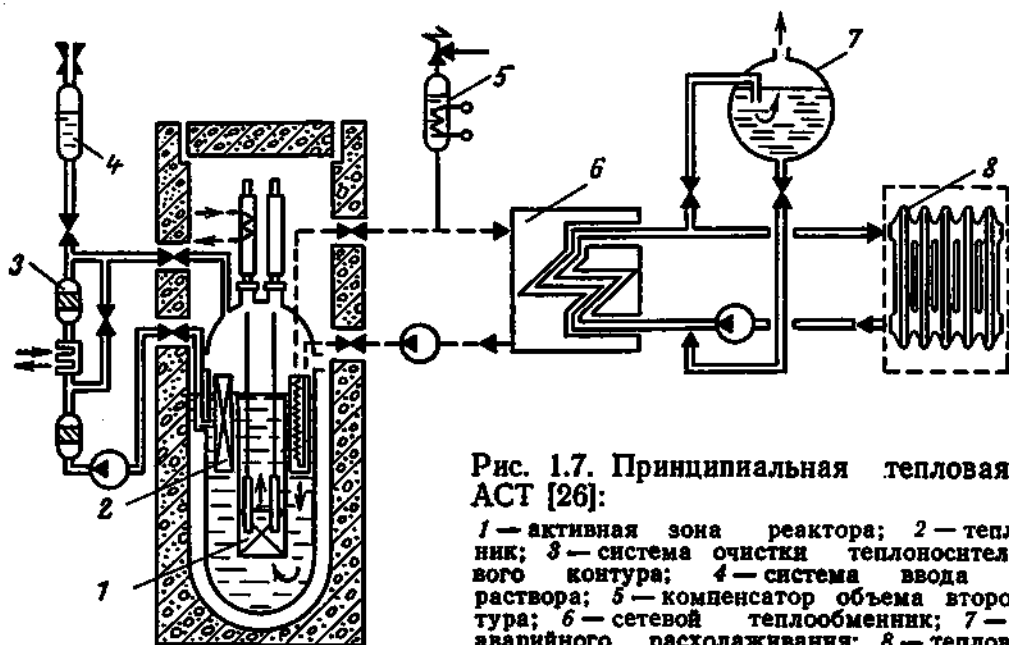 4
5
7
6
8
3
2
1
Рис. 1.7. Принципиальная тепловая
АСТ [26]:
1 — активная зона реактора; 2 — тепл
ник; 3 — система очистки теплоносител
вого контура; 4 — система ввода
раствора; 5 — компенсатор объема второ
тура; 6 — сетевой теплообменник; 7 —
аварийного расхолаживания; 8 — теплов